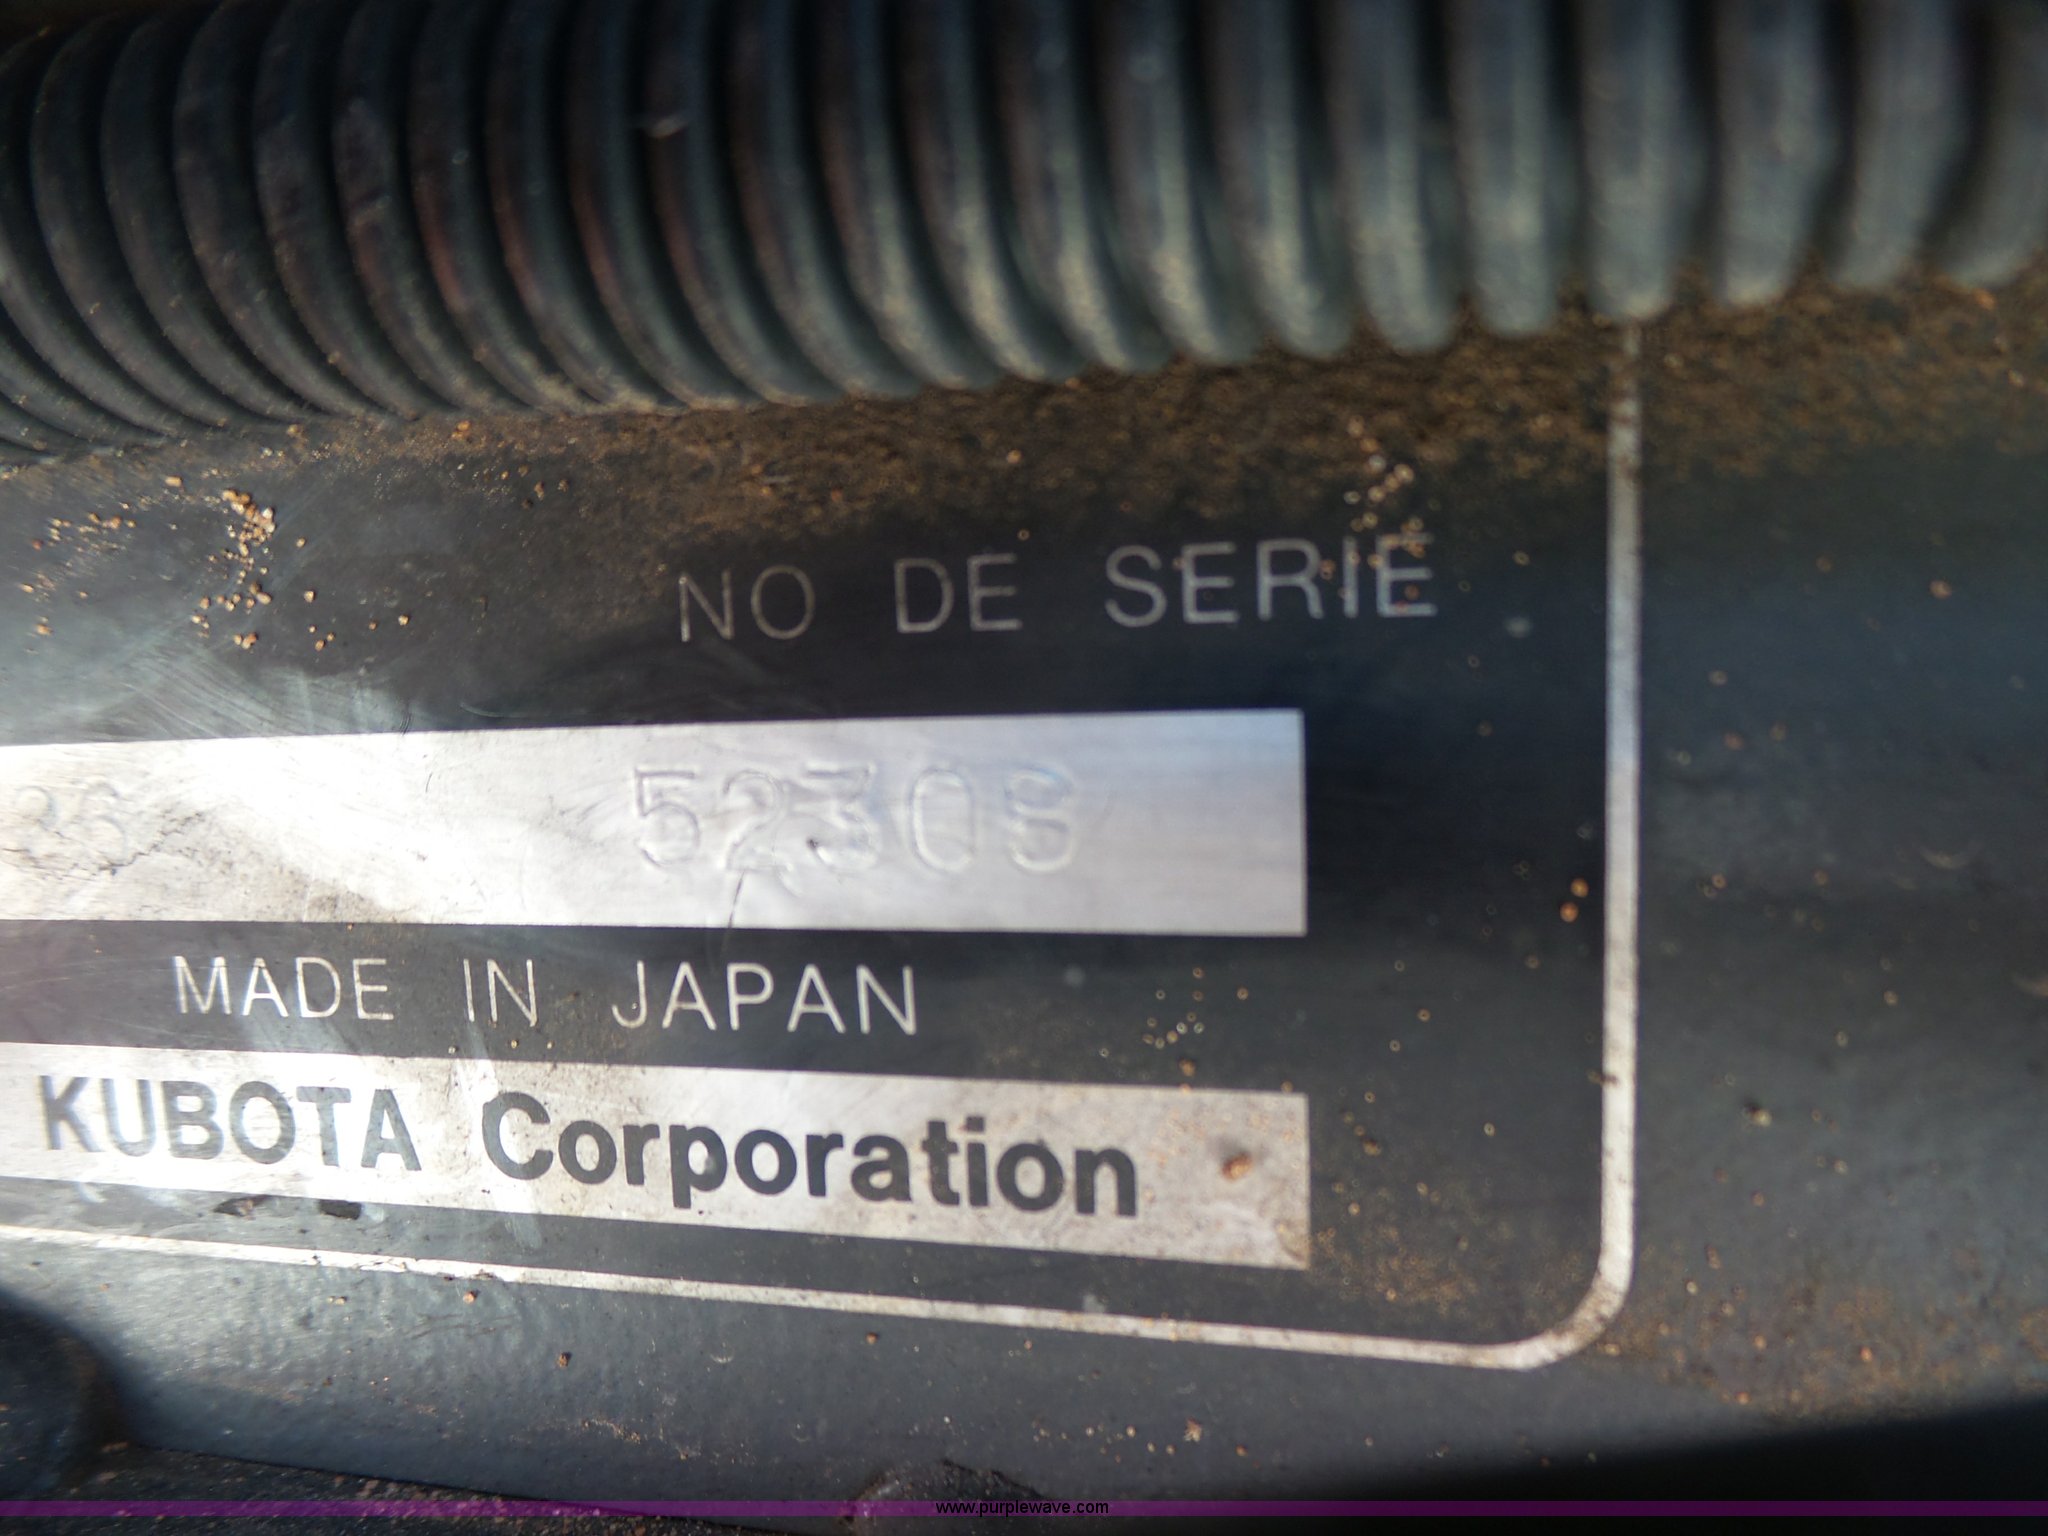 NO DE SERIE
52308
MADE IN JAPAN
KUBOTA Corporation
www.purplewave.com